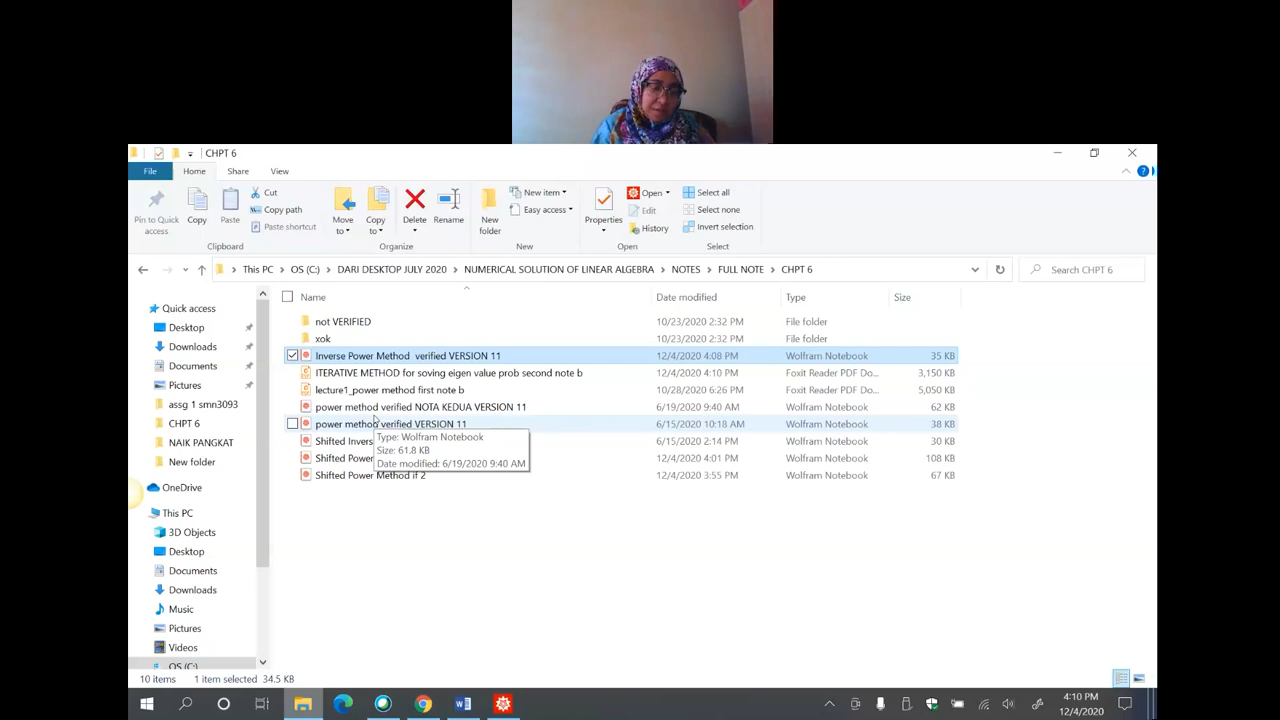 CHPT 6
File Home Share View
Pin to Quick access
Copy
Paste
Cut
Copy path
Paste shortcut
Clipboard
Move to
Copy to
Delete
Rename
Organize
New folder
New item
Easy access
New
Properties
Open
Edit
History
Open
Select all
Select none
Invert selection
Select
This PC > OS (C:) > DARI DESKTOP JULY 2020 > NUMERICAL SOLUTION OF LINEAR ALGEBRA > NOTES > FULL NOTE > CHPT 6
Search CHPT 6
Quick access
Desktop
Downloads
Documents
Pictures
assg 1 smn3093
CHPT 6
NAIK PANGKAT
New folder
OneDrive
This PC
3D Objects
Desktop
Documents
Downloads
Music
Pictures
Videos
OS (C:)
Name Date modified Type Size
not VERIFIED 10/23/2020 2:32 PM File folder
xok 10/23/2020 2:32 PM File folder
Inverse Power Method verified VERSION 11 12/4/2020 4:08 PM Wolfram Notebook 35 KB
ITERATIVE METHOD for soving eigen value prob second note b 12/4/2020 4:10 PM Foxit Reader PDF Do... 3,150 KB
lecture1_power method first note b 10/28/2020 6:26 PM Foxit Reader PDF Do... 5,050 KB
power method verified NOTA KEDUA VERSION 11 6/19/2020 9:40 AM Wolfram Notebook 62 KB
power method verified VERSION 11 6/15/2020 10:18 AM Wolfram Notebook 38 KB
Shifted Invers 6/15/2020 2:14 PM Wolfram Notebook 30 KB
Shifted Power 12/4/2020 4:01 PM Wolfram Notebook 108 KB
Shifted Power Method if 2 12/4/2020 3:55 PM Wolfram Notebook 67 KB
Type: Wolfram Notebook
Size: 61.8 KB
Date modified: 6/19/2020 9:40 AM
10 items 1 item selected 34.5 KB
4:10 PM
12/4/2020